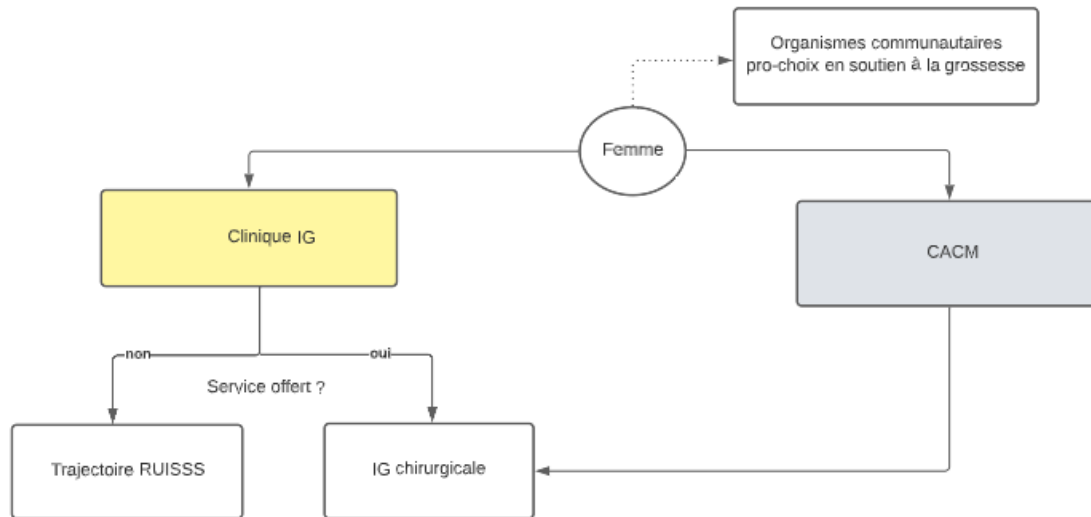 Organismes communautaires
pro-choix en soutien à la grossesse
Femme
Clinique IG
CACM
non
oui
Service offert ?
Trajectoire RUISSS
IG chirurgicale